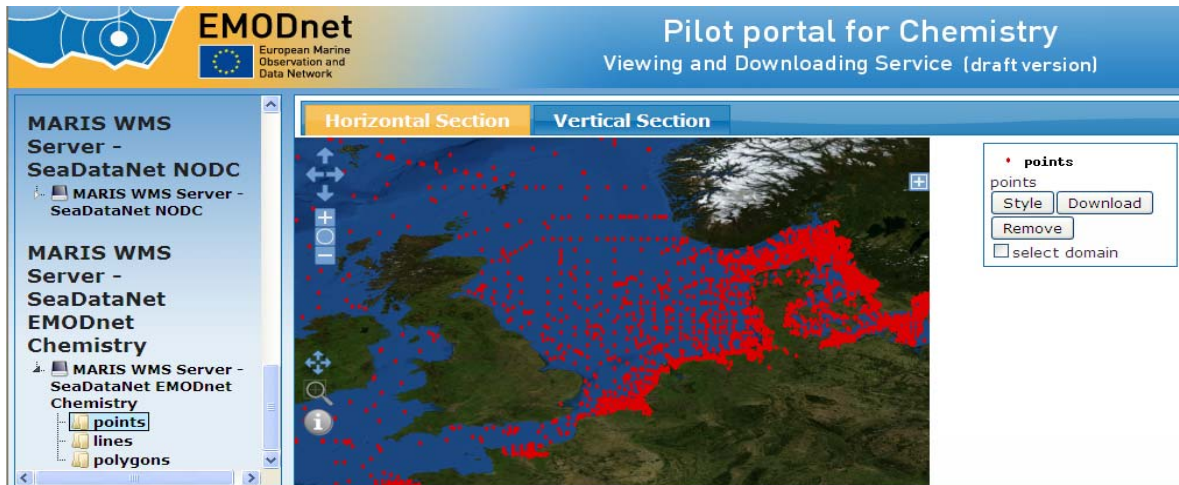 EMODnet
European Marine
Observation and
Data Network
Pilot portal for Chemistry
Viewing and Downloading Service (draft version)
MARIS WMS
Server -
SeaDataNet NODC
MARIS WMS Server -
SeaDataNet NODC
MARIS WMS
Server -
SeaDataNet
EMODnet
Chemistry
MARIS WMS Server -
SeaDataNet EMODnet
Chemistry
points
lines
polygons
Horizontal Section
Vertical Section
points
points
Style
Download
Remove
select domain